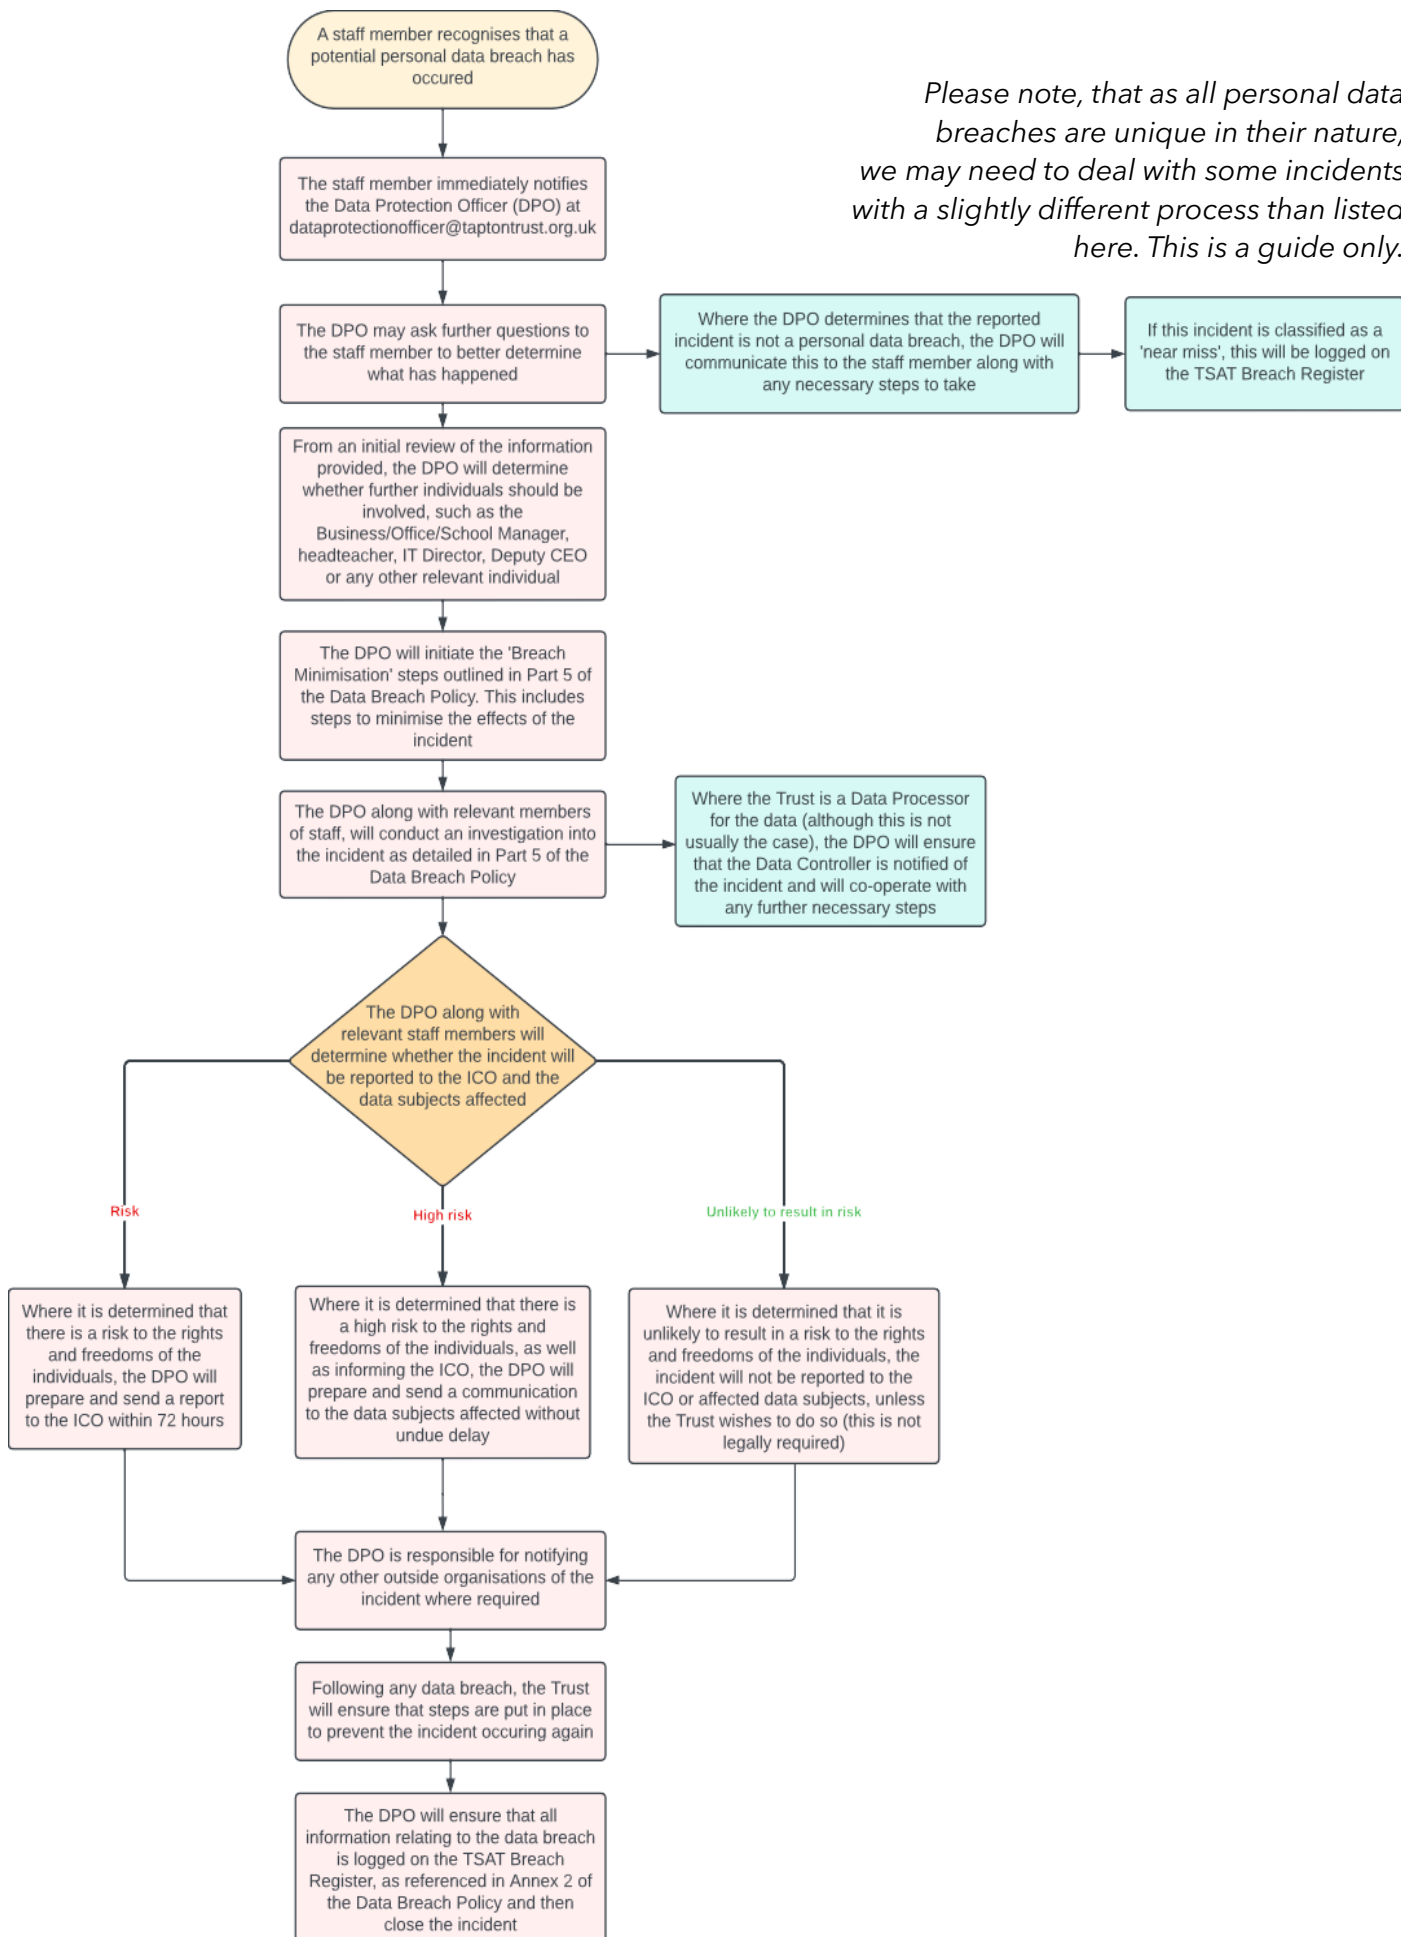 A staff member recognises that a
potential personal data breach has
occured
Please note, that as all personal data
breaches are unique in their nature,
we may need to deal with some incidents
with a slightly different process than listed
here. This is a guide only.
The staff member immediately notifies
the Data Protection Officer (DPO) at
dataprotectionofficer@taptontrust.org.uk
The DPO may ask further questions to
the staff member to better determine
what has happened
Where the DPO determines that the reported
incident is not a personal data breach, the DPO will
communicate this to the staff member along with
any necessary steps to take
If this incident is classified as a
'near miss', this will be logged on
the TSAT Breach Register
From an initial review of the information
provided, the DPO will determine
whether further individuals should be
involved, such as the
Business/Office/School Manager,
headteacher, IT Director, Deputy CEO
or any other relevant individual
The DPO will initiate the 'Breach
Minimisation' steps outlined in Part 5 of
the Data Breach Policy. This includes
steps to minimise the effects of the
incident
The DPO along with relevant members
of staff, will conduct an investigation into
the incident as detailed in Part 5 of the
Data Breach Policy
Where the Trust is a Data Processor
for the data (although this is not
usually the case), the DPO will ensure
that the Data Controller is notified of
the incident and will co-operate with
any further necessary steps
The DPO along with
relevant staff members will
determine whether the incident will
be reported to the ICO and the
data subjects affected
Risk
High risk
Unlikely to result in risk
Where it is determined that
there is a risk to the rights
and freedoms of the
individuals, the DPO will
prepare and send a report
to the ICO within 72 hours
Where it is determined that there is
a high risk to the rights and
freedoms of the individuals, as well
as informing the ICO, the DPO will
prepare and send a communication
to the data subjects affected without
undue delay
Where it is determined that it is
unlikely to result in a risk to the rights
and freedoms of the individuals, the
incident will not be reported to the
ICO or affected data subjects, unless
the Trust wishes to do so (this is not
legally required)
The DPO is responsible for notifying
any other outside organisations of the
incident where required
Following any data breach, the Trust
will ensure that steps are put in place
to prevent the incident occuring again
The DPO will ensure that all
information relating to the data breach
is logged on the TSAT Breach
Register, as referenced in Annex 2 of
the Data Breach Policy and then
close the incident